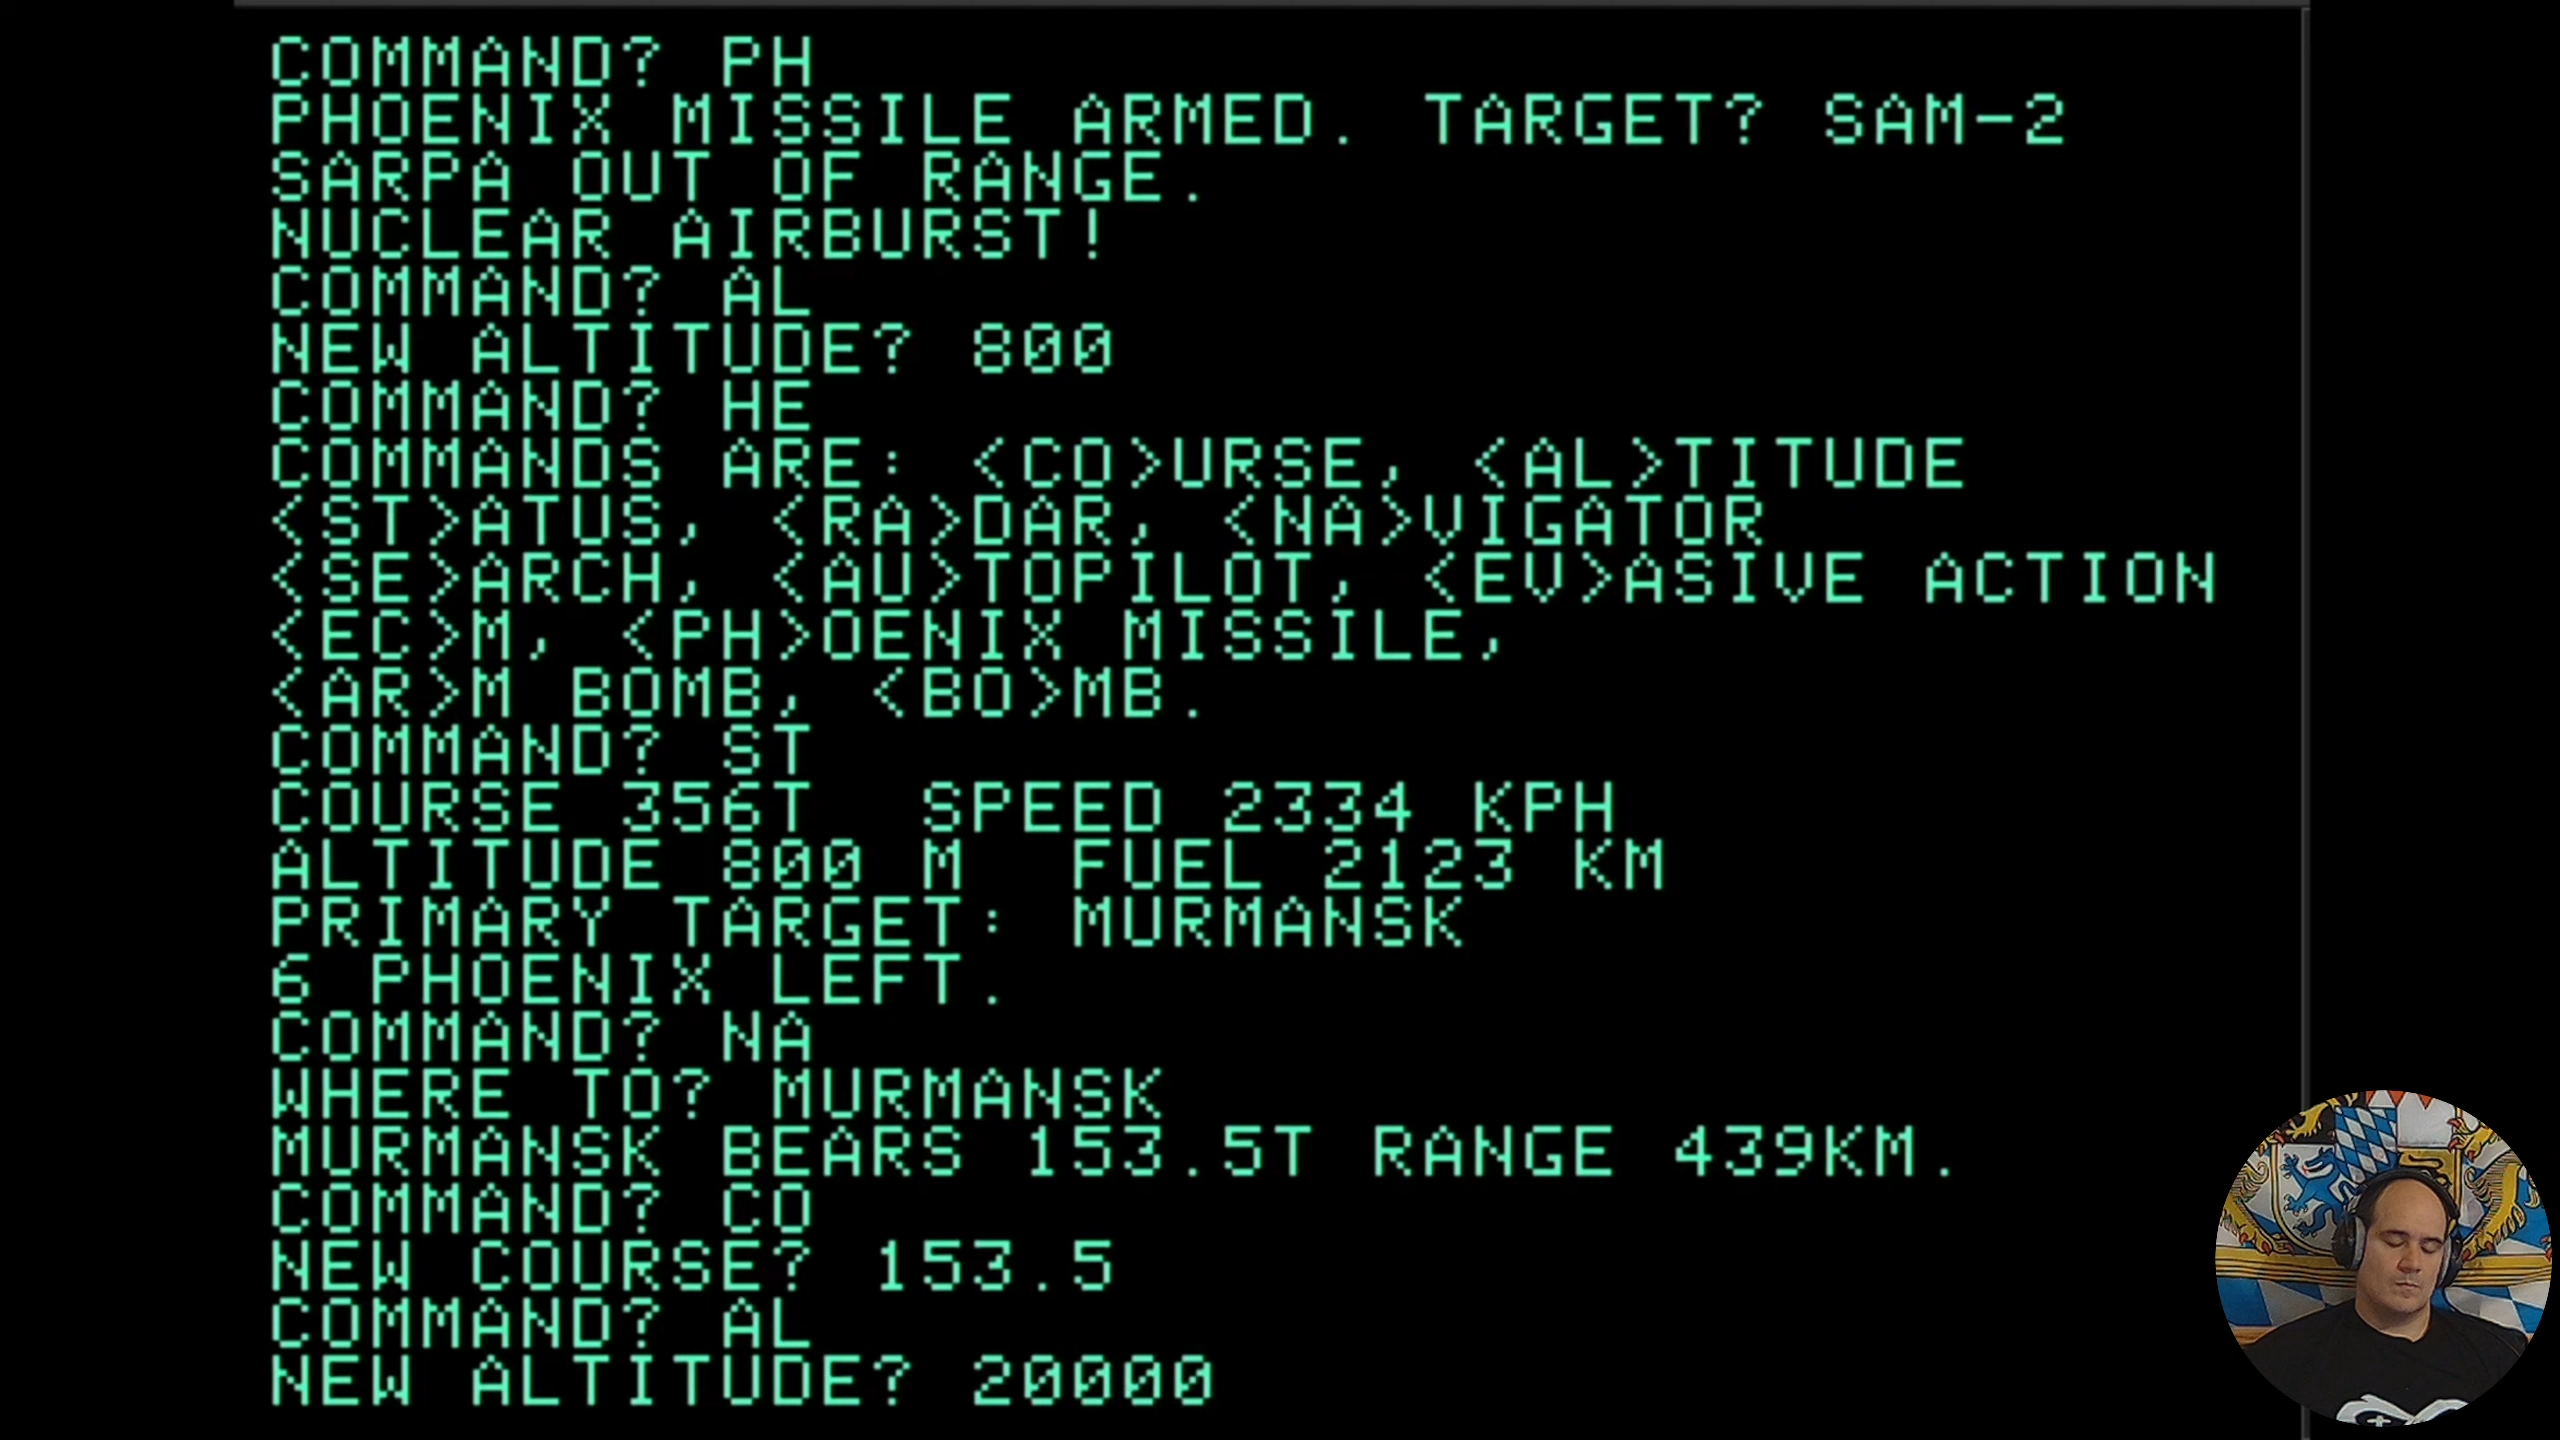 COMMAND? PH
PHOENIX MISSILE ARMED. TARGET? SAM-2
SARPA OUT OF RANGE.
NUCLEAR AIRBURST!
COMMAND? AL
NEW ALTITUDE? 800
COMMAND? HE
COMMANDS ARE: <CO>URSE, <AL>TITUDE
<ST>ATUS, <RA>DAR, <NA>VIGATOR
<SE>ARCH, <AU>TOPILOT, <EV>ASIVE ACTION
<EC>M, <PH>OENIX MISSILE,
<AR>M BOMB, <BO>MB.
COMMAND? ST
COURSE 356T SPEED 2334 KPH
ALTITUDE 800 M FUEL 2123 KM
PRIMARY TARGET: MURMANSK
6 PHOENIX LEFT.
COMMAND? NA
WHERE TO? MURMANSK
MURMANSK BEARS 153.5T RANGE 439KM.
COMMAND? CO
NEW COURSE? 153.5
COMMAND? AL
NEW ALTITUDE? 20000